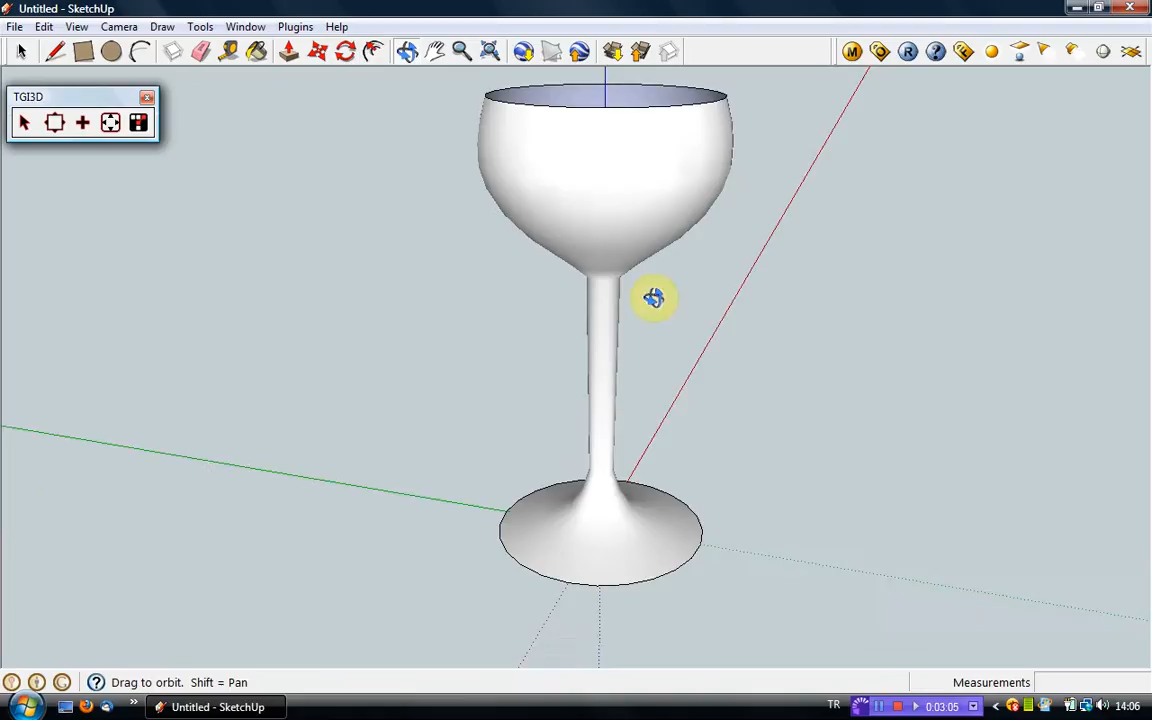 Untitled - SketchUp
File Edit View Camera Draw Tools Window Plugins Help
M R ?
TGI3D
? Drag to orbit. Shift = Pan Measurements
Untitled - SketchUp TR 0:03:05 14:06